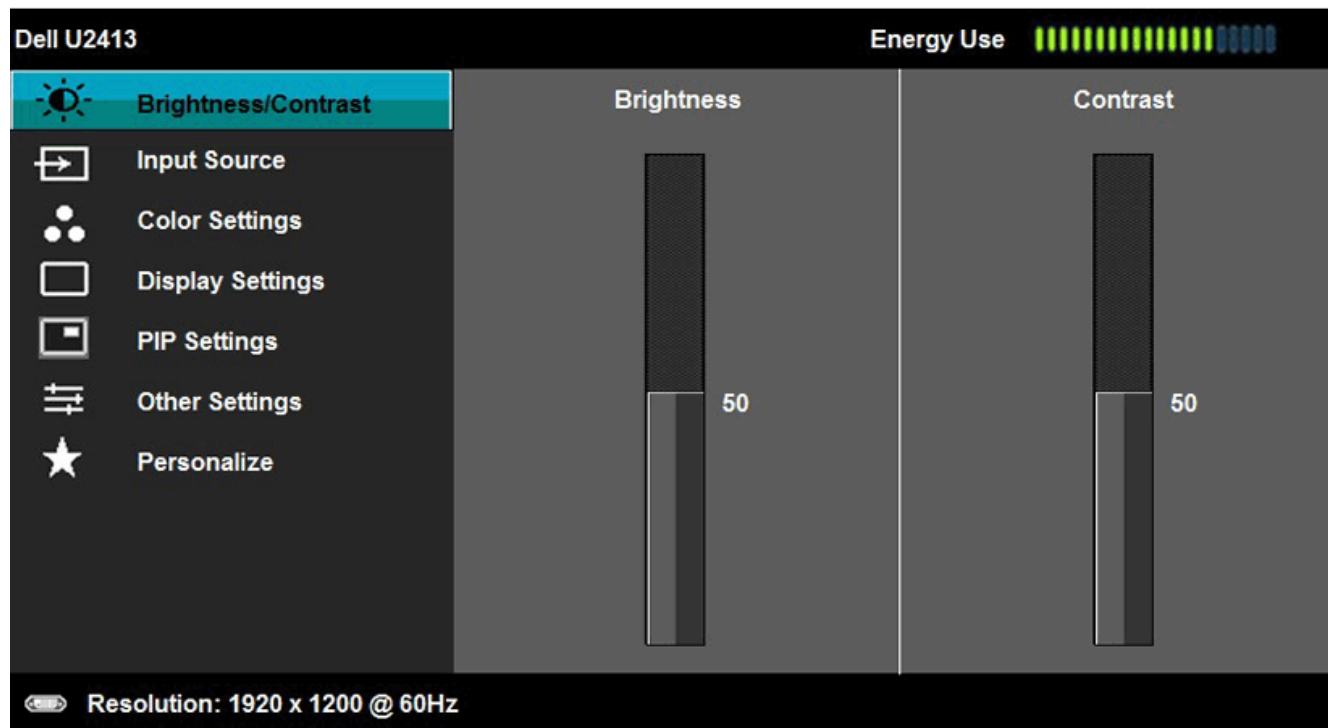 Dell U2413
Energy Use
Brightness/Contrast
Input Source
Color Settings
Display Settings
PIP Settings
Other Settings
Personalize
Brightness
50
Contrast
50
Resolution: 1920 x 1200 @ 60Hz